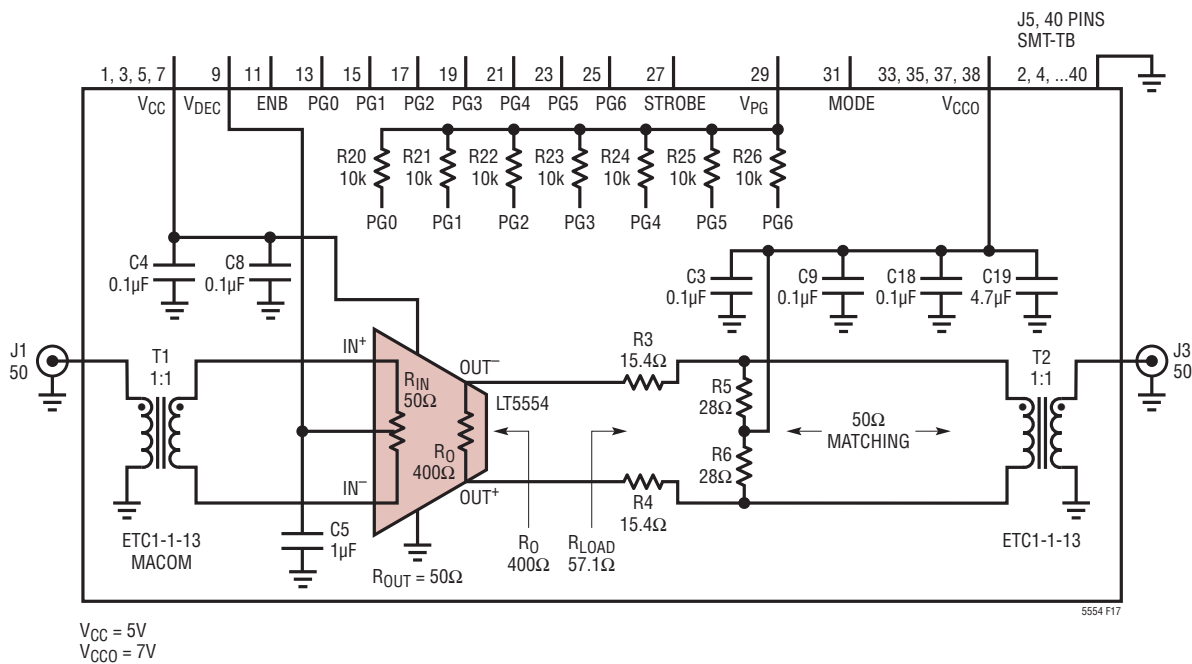 J5, 40 PINS
SMT-TB
1, 3, 5, 7
9
11
13
15
17
19
21
23
25
27
29
31
33, 35, 37, 38
2, 4, ...40
VCC
VDEC
ENB
PG0
PG1
PG2
PG3
PG4
PG5
PG6
STROBE
VPG
MODE
VCCO
R20
10k
R21
10k
R22
10k
R23
10k
R24
10k
R25
10k
R26
10k
PG0
PG1
PG2
PG3
PG4
PG5
PG6
C4
0.1µF
C8
0.1µF
C3
0.1µF
C9
0.1µF
C18
0.1µF
C19
4.7µF
J1
50
T1
1:1
IN+
RIN
50Ω
OUT–
LT5554
R3
15.4Ω
R5
28Ω
50Ω
MATCHING
T2
1:1
J3
50
RO
400Ω
R6
28Ω
IN–
OUT+
R4
15.4Ω
ETC1-1-13
MACOM
C5
1µF
ROUT = 50Ω
RO
400Ω
RLOAD
57.1Ω
ETC1-1-13
5554 F17
VCC = 5V
VCCO = 7V